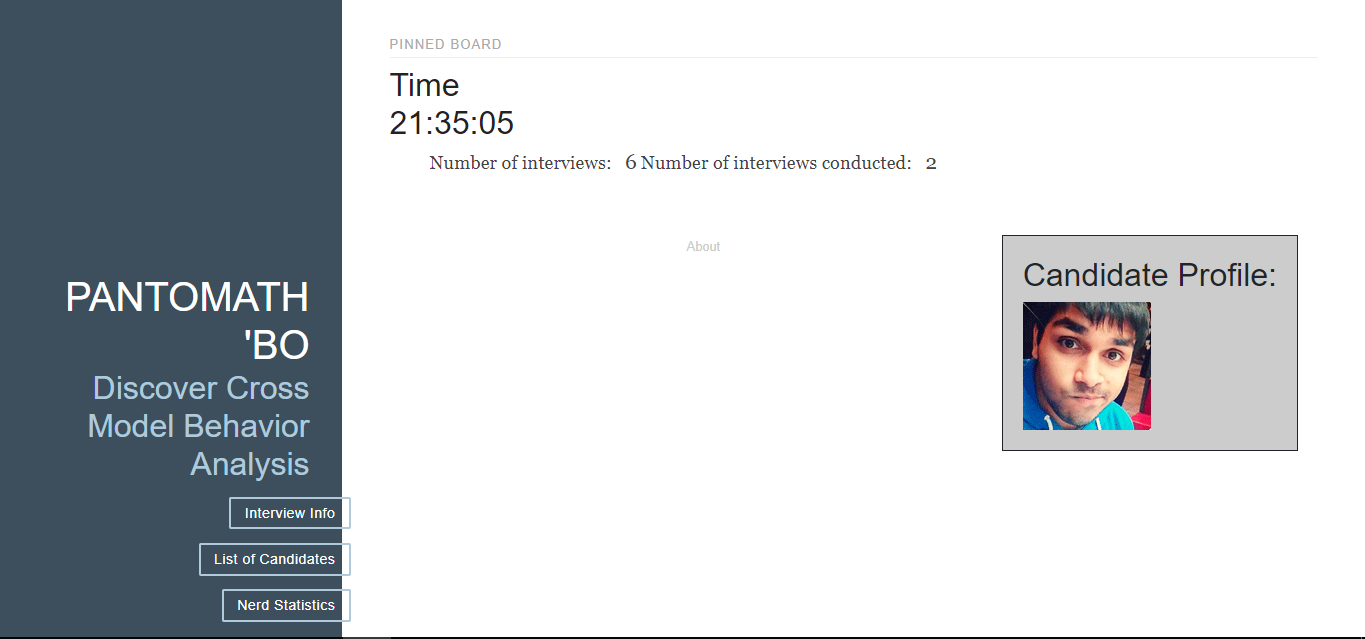 PINNED BOARD
Time
21:35:05
Number of interviews: 6 Number of interviews conducted: 2
About
Candidate Profile:
PANTOMATH
'BO
Discover Cross
Model Behavior
Analysis
Interview Info
List of Candidates
Nerd Statistics